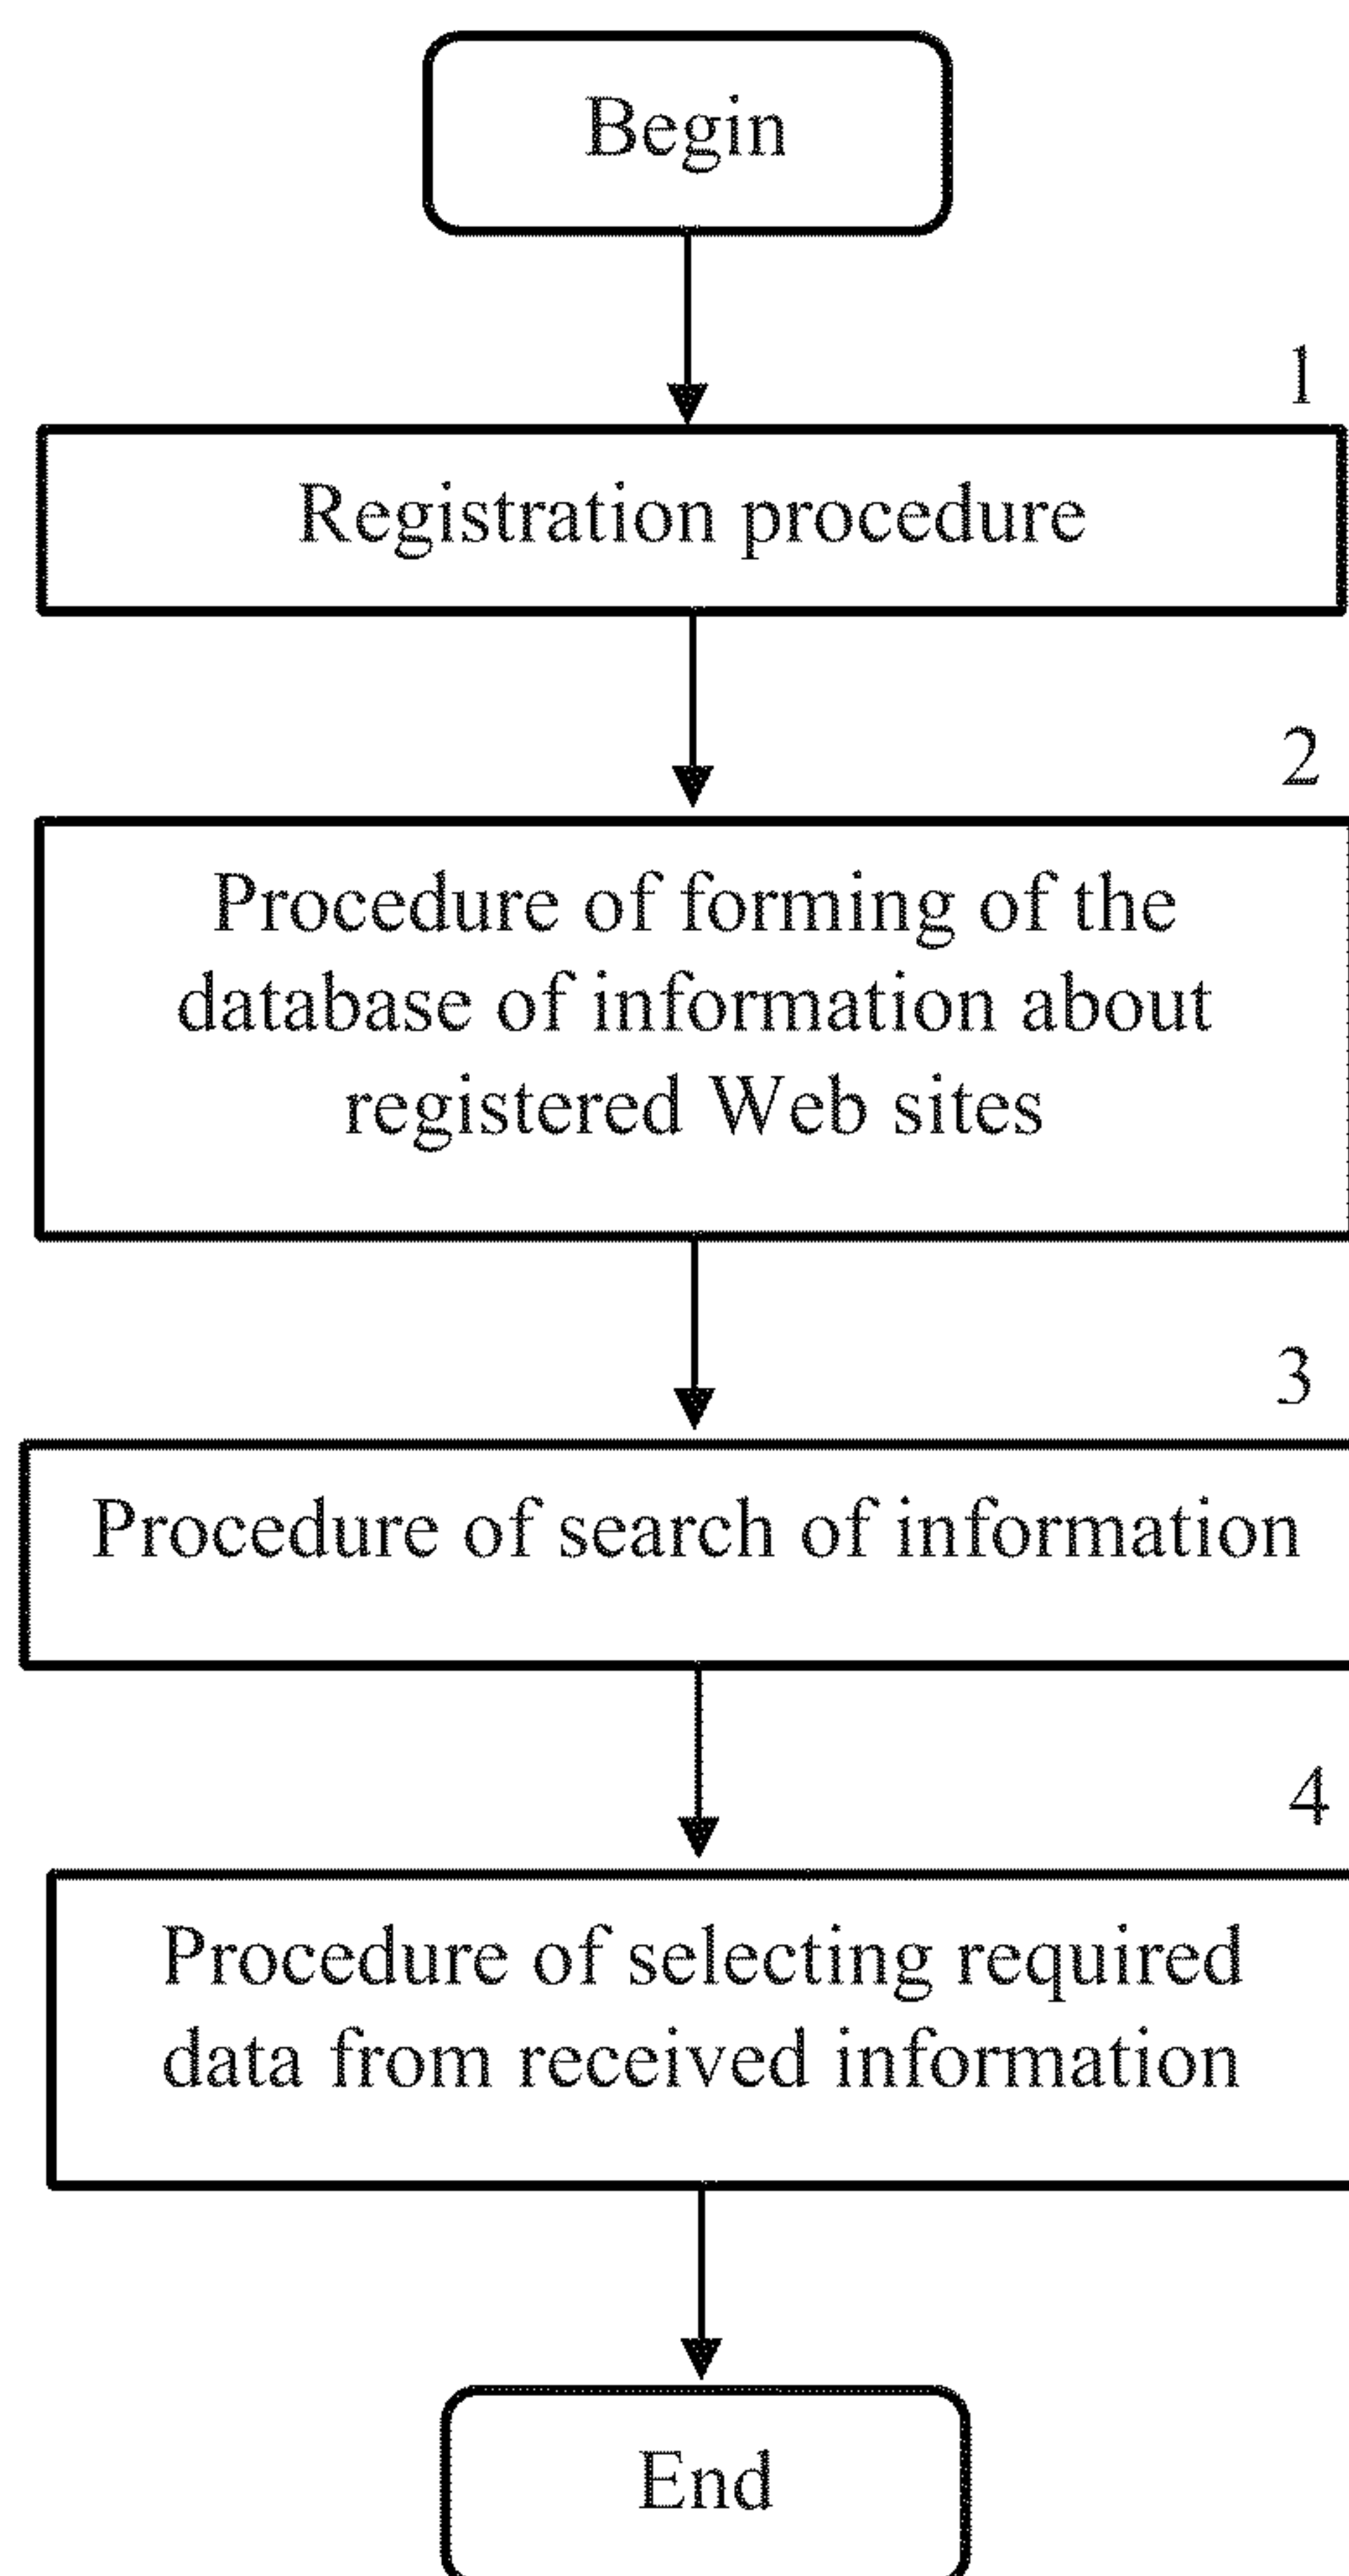 Begin
1
Registration procedure
2
Procedure of forming of the
database of information about
registered Web sites
3
Procedure of search of information
4
Procedure of selecting required
data from received information
End